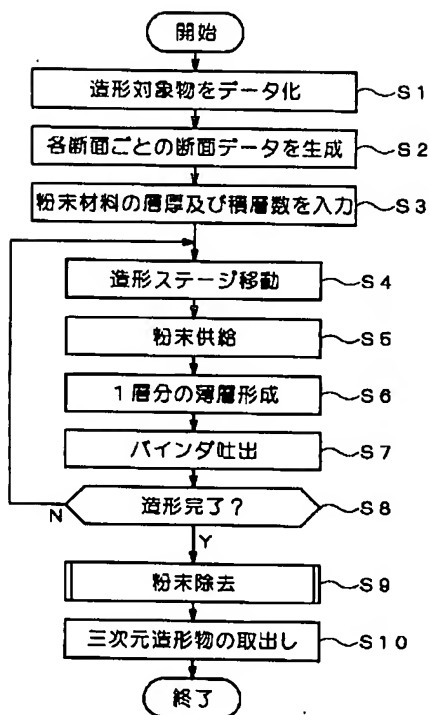 開始
造形対象物をデータ化 S1
各断面ごとの断面データを生成 S2
粉末材料の層厚及び積層数を入力 S3
造形ステージ移動 S4
粉末供給 S5
1層分の薄層形成 S6
バインダ吐出 S7
造形完了? S8
N
Y
粉末除去 S9
三次元造形物の取出し S10
終了